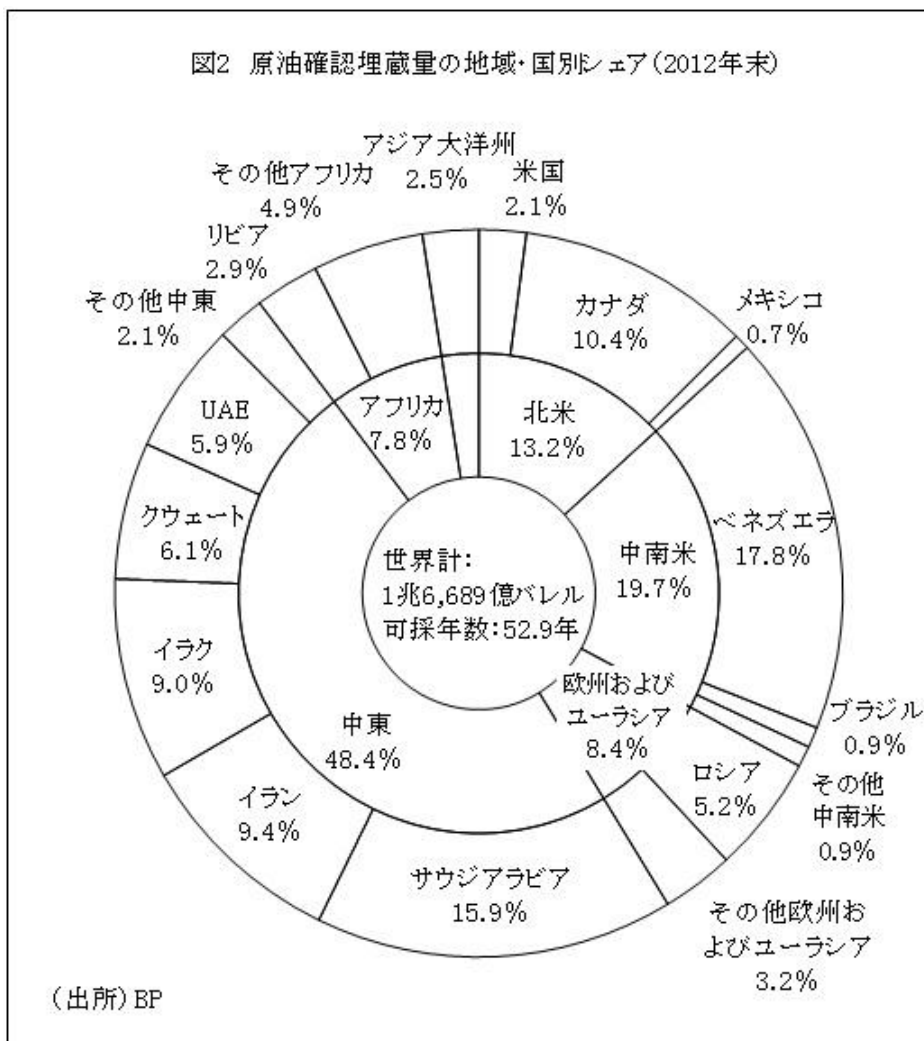 図2 原油確認埋蔵量の地域・国別シェア(2012年末)
アジア大洋州
2.5%
米国
2.1%
その他アフリカ
4.9%
リビア
2.9%
その他中東
2.1%
カナダ
10.4%
メキシコ
0.7%
UAE
5.9%
アフリカ
7.8%
北米
13.2%
クウェート
6.1%
ベネズエラ
17.8%
中南米
19.7%
世界計:
1兆6,689億バレル
可採年数:52.9年
イラク
9.0%
欧州および
ユーラシア
8.4%
中東
48.4%
ブラジル
0.9%
ロシア
5.2%
その他
中南米
0.9%
イラン
9.4%
サウジアラビア
15.9%
その他欧州お
よびユーラシア
3.2%
(出所)BP